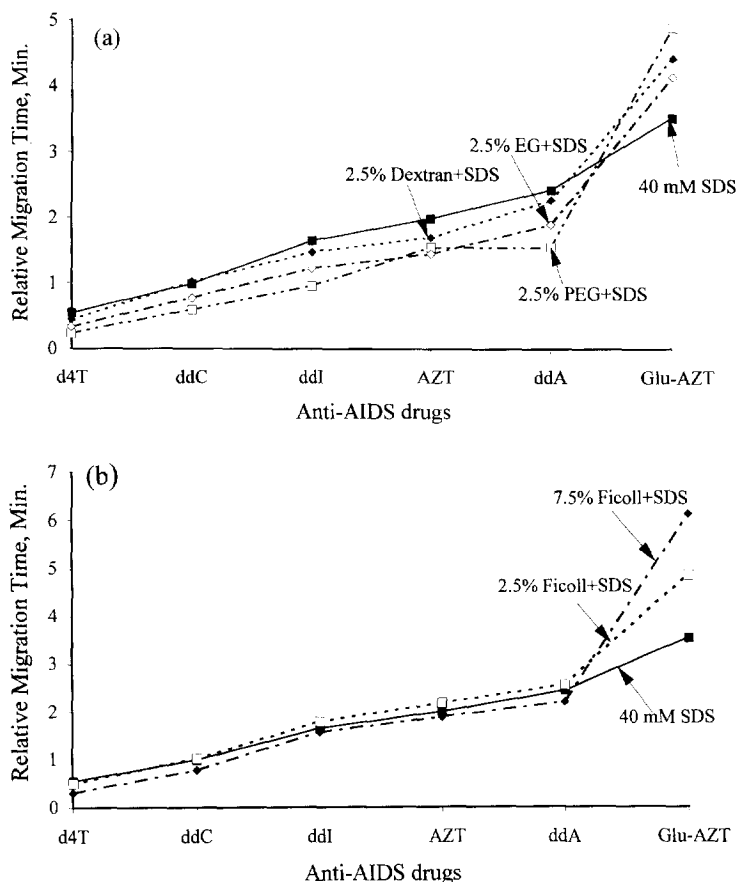 (a)
Relative Migration Time, Min.
5
4
3
2
1
0
2.5% EG+SDS
2.5% Dextran+SDS
40 mM SDS
2.5% PEG+SDS
d4T ddC ddI AZT ddA Glu-AZT
Anti-AIDS drugs
(b)
Relative Migration Time, Min.
7
6
5
4
3
2
1
0
7.5% Ficoll+SDS
2.5% Ficoll+SDS
40 mM SDS
d4T ddC ddI AZT ddA Glu-AZT
Anti-AIDS drugs